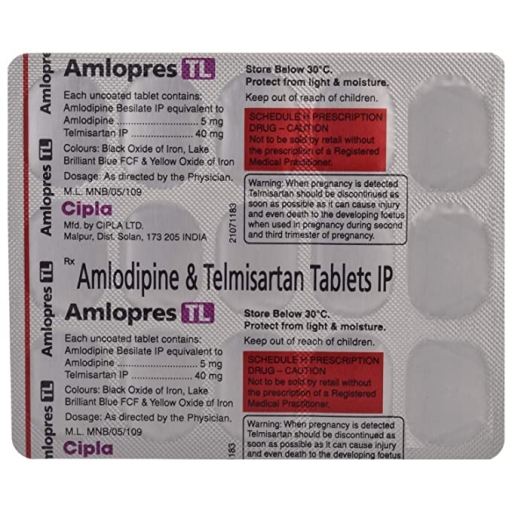 Amlopres TL
Each uncoated tablet contains:
Amlodipine Besilate IP equivalent to
Amlodipine ........................ 5 mg
Telmisartan IP .................. 40 mg
Colours: Black Oxide of Iron, Lake
Brilliant Blue FCF & Yellow Oxide of Iron
Dosage: As directed by the Physician.
M.L. MNB/05/109
Cipla
Mfd. by CIPLA LTD.
Malpur, Dist. Solan, 173 205 INDIA
21071183
Store Below 30°C.
Protect from light & moisture.
Keep out of reach of children.
SCHEDULE H PRESCRIPTION
DRUG – CAUTION
Not to be sold by retail without
the prescription of a Registered
Medical Practitioner.
Warning: When pregnancy is detected
Telmisartan should be discontinued as
soon as possible as it can cause injury
and even death to the developing foetus
when used in pregnancy during second
and third trimester of pregnancy.
Rx Amlodipine & Telmisartan Tablets IP
Amlopres TL
Each uncoated tablet contains:
Amlodipine Besilate IP equivalent to
Amlodipine ........................ 5 mg
Telmisartan IP .................. 40 mg
Colours: Black Oxide of Iron, Lake
Brilliant Blue FCF & Yellow Oxide of Iron
Dosage: As directed by the Physician.
M.L. MNB/05/109
Cipla
183
Store Below 30°C.
Protect from light & moisture.
Keep out of reach of children.
SCHEDULE H PRESCRIPTION
DRUG – CAUTION
Not to be sold by retail without
the prescription of a Registered
Medical Practitioner.
Warning: When pregnancy is detected
Telmisartan should be discontinued as
soon as possible as it can cause injury
and even death to the developing foetus
Amlopre
Amlopres TL
Amlopres TL
mlopres TL